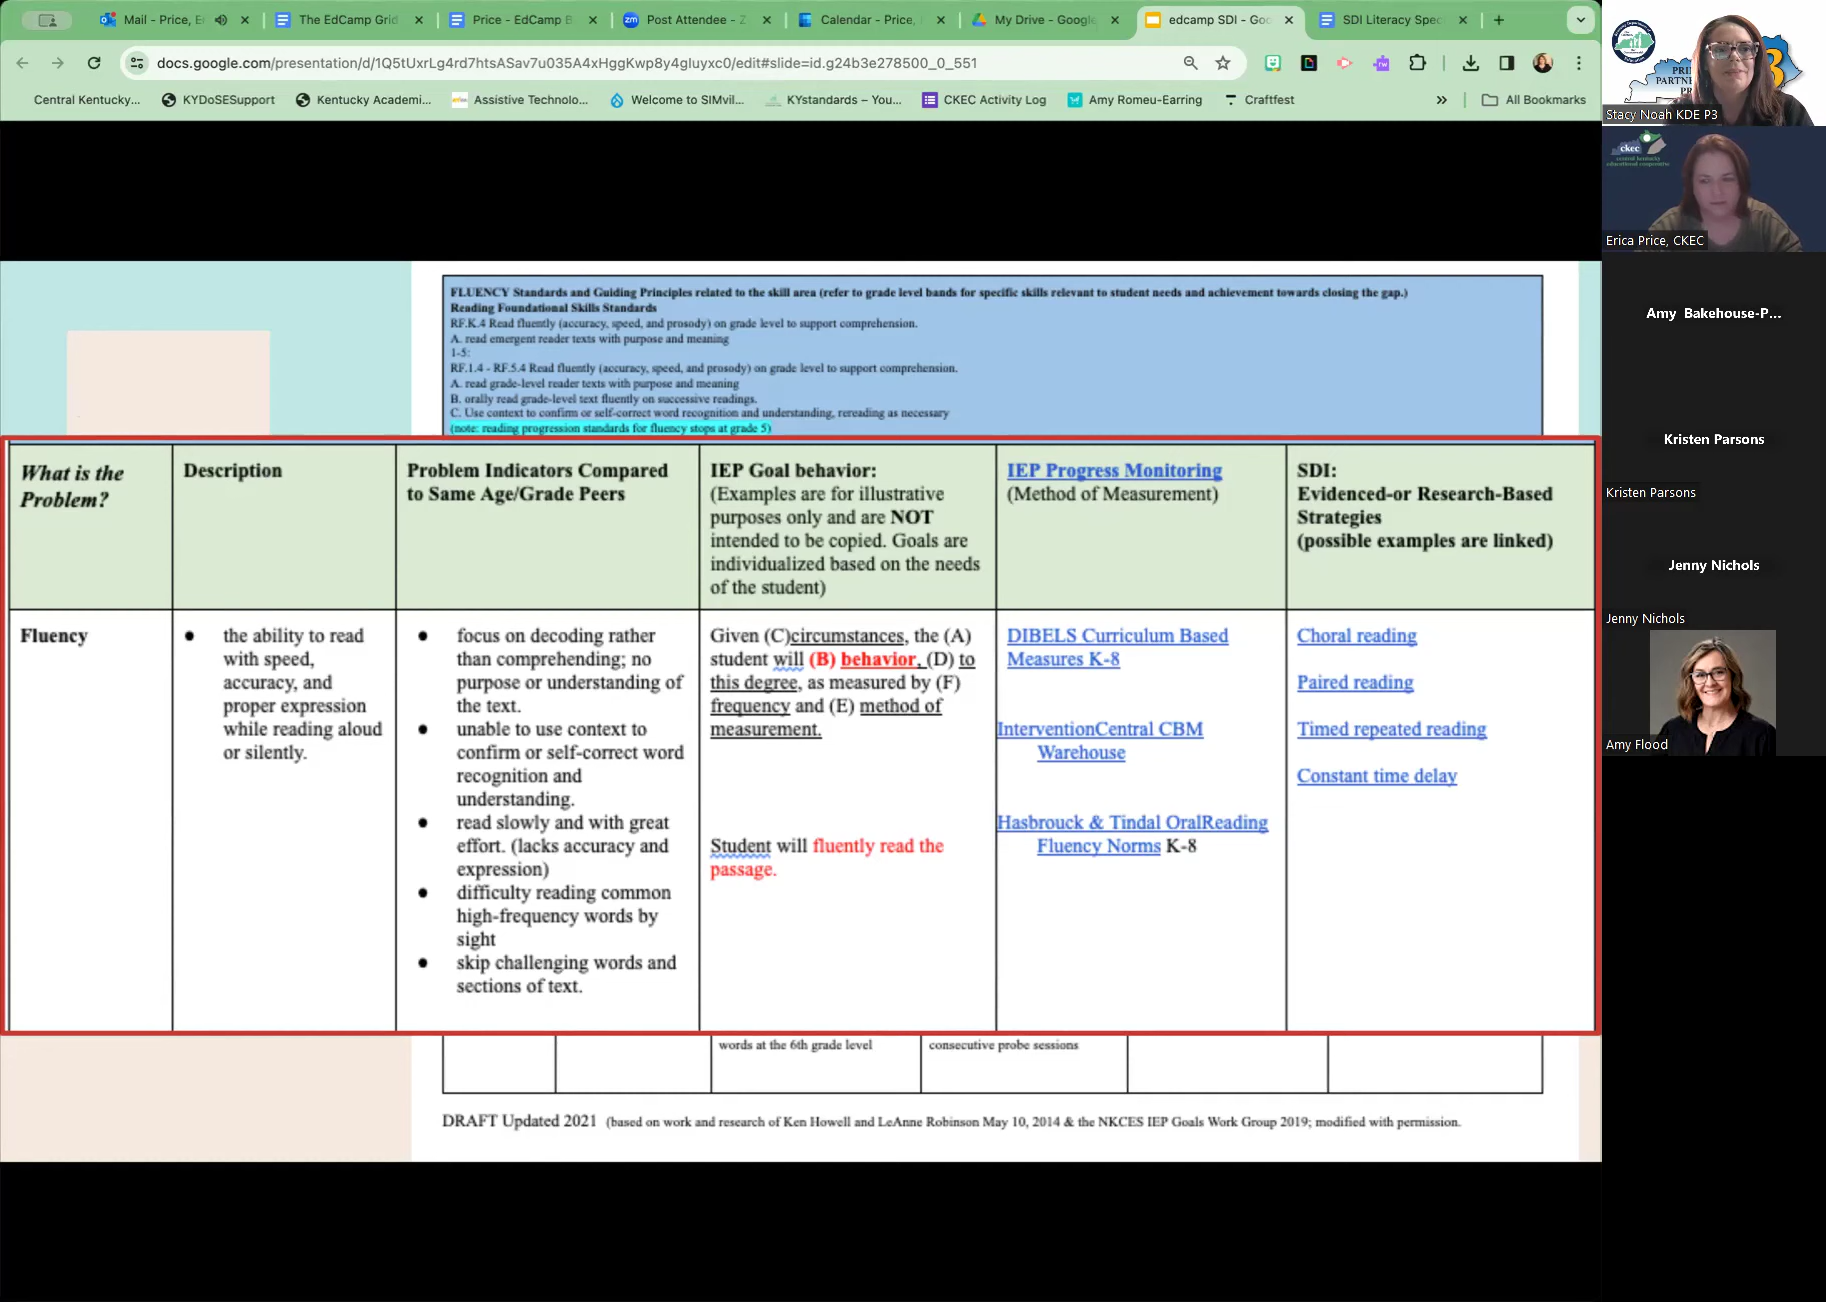 Mail - Price, E
The EdCamp Grid
Price - EdCamp B
zm
Post Attendee - Z
Calendar - Price,
My Drive - Google
edcamp SDI - Goo
SDI Literacy Spec
docs.google.com/presentation/d/1Q5tUxrLg4rd7htsASav7u035A4xHggKwp8y4gluyxc0/edit#slide=id.g24b3e278500_0_551
Central Kentucky...
KYDoSESupport
Kentucky Academi...
Assistive Technolo...
Welcome to SIMvil...
KYstandards – You...
CKEC Activity Log
Amy Romeu-Earring
Craftfest
All Bookmarks
FLUENCY Standards and Guiding Principles related to the skill area (refer to grade level bands for specific skills relevant to student needs and achievement towards closing the gap.)
Reading Foundational Skills Standards
RF.K.4 Read fluently (accuracy, speed, and prosody) on grade level to support comprehension.
A. read emergent reader texts with purpose and meaning
1-5:
RF.1.4 - RF.5.4 Read fluently (accuracy, speed, and prosody) on grade level to support comprehension.
A. read grade-level reader texts with purpose and meaning
B. orally read grade-level text fluently on successive readings.
C. Use context to confirm or self-correct word recognition and understanding, rereading as necessary
(note: reading progression standards for fluency stops at grade 5)
What is the
Problem?
Description
Problem Indicators Compared
to Same Age/Grade Peers
IEP Goal behavior:
(Examples are for illustrative
purposes only and are NOT
intended to be copied. Goals are
individualized based on the needs
of the student)
IEP Progress Monitoring
(Method of Measurement)
SDI:
Evidenced-or Research-Based
Strategies
(possible examples are linked)
Fluency
● the ability to read
with speed,
accuracy, and
proper expression
while reading aloud
or silently.
● focus on decoding rather
than comprehending; no
purpose or understanding of
the text.
● unable to use context to
confirm or self-correct word
recognition and
understanding.
● read slowly and with great
effort. (lacks accuracy and
expression)
● difficulty reading common
high-frequency words by
sight
● skip challenging words and
sections of text.
Given (C)circumstances, the (A)
student will (B) behavior, (D) to
this degree, as measured by (F)
frequency and (E) method of
measurement.
Student will fluently read the
passage.
DIBELS Curriculum Based
Measures K-8
InterventionCentral CBM
Warehouse
Hasbrouck & Tindal OralReading
Fluency Norms K-8
Choral reading
Paired reading
Timed repeated reading
Constant time delay
words at the 6th grade level
consecutive probe sessions
DRAFT Updated 2021 (based on work and research of Ken Howell and LeAnne Robinson May 10, 2014 & the NKCES IEP Goals Work Group 2019; modified with permission.
Stacy Noah KDE P3
ckec
Erica Price, CKEC
Amy Bakehouse-P...
Kristen Parsons
Kristen Parsons
Jenny Nichols
Jenny Nichols
Amy Flood